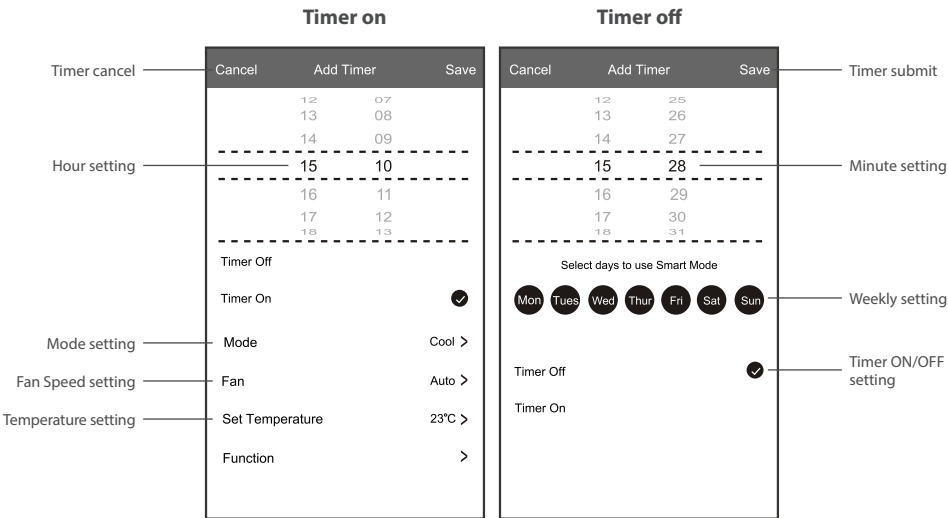 Timer on
Timer off
Timer cancel
Cancel Add Timer Save
12 07
13 08
14 09
Hour setting
15 10
16 11
17 12
18 13
Timer Off
Timer On
Mode setting
Mode Cool >
Fan Speed setting
Fan Auto >
Temperature setting
Set Temperature 23℃ >
Function >
Cancel Add Timer Save
Timer submit
12 25
13 26
14 27
15 28
Minute setting
16 29
17 30
18 31
Select days to use Smart Mode
Mon Tues Wed Thur Fri Sat Sun
Weekly setting
Timer Off
Timer ON/OFF
setting
Timer On